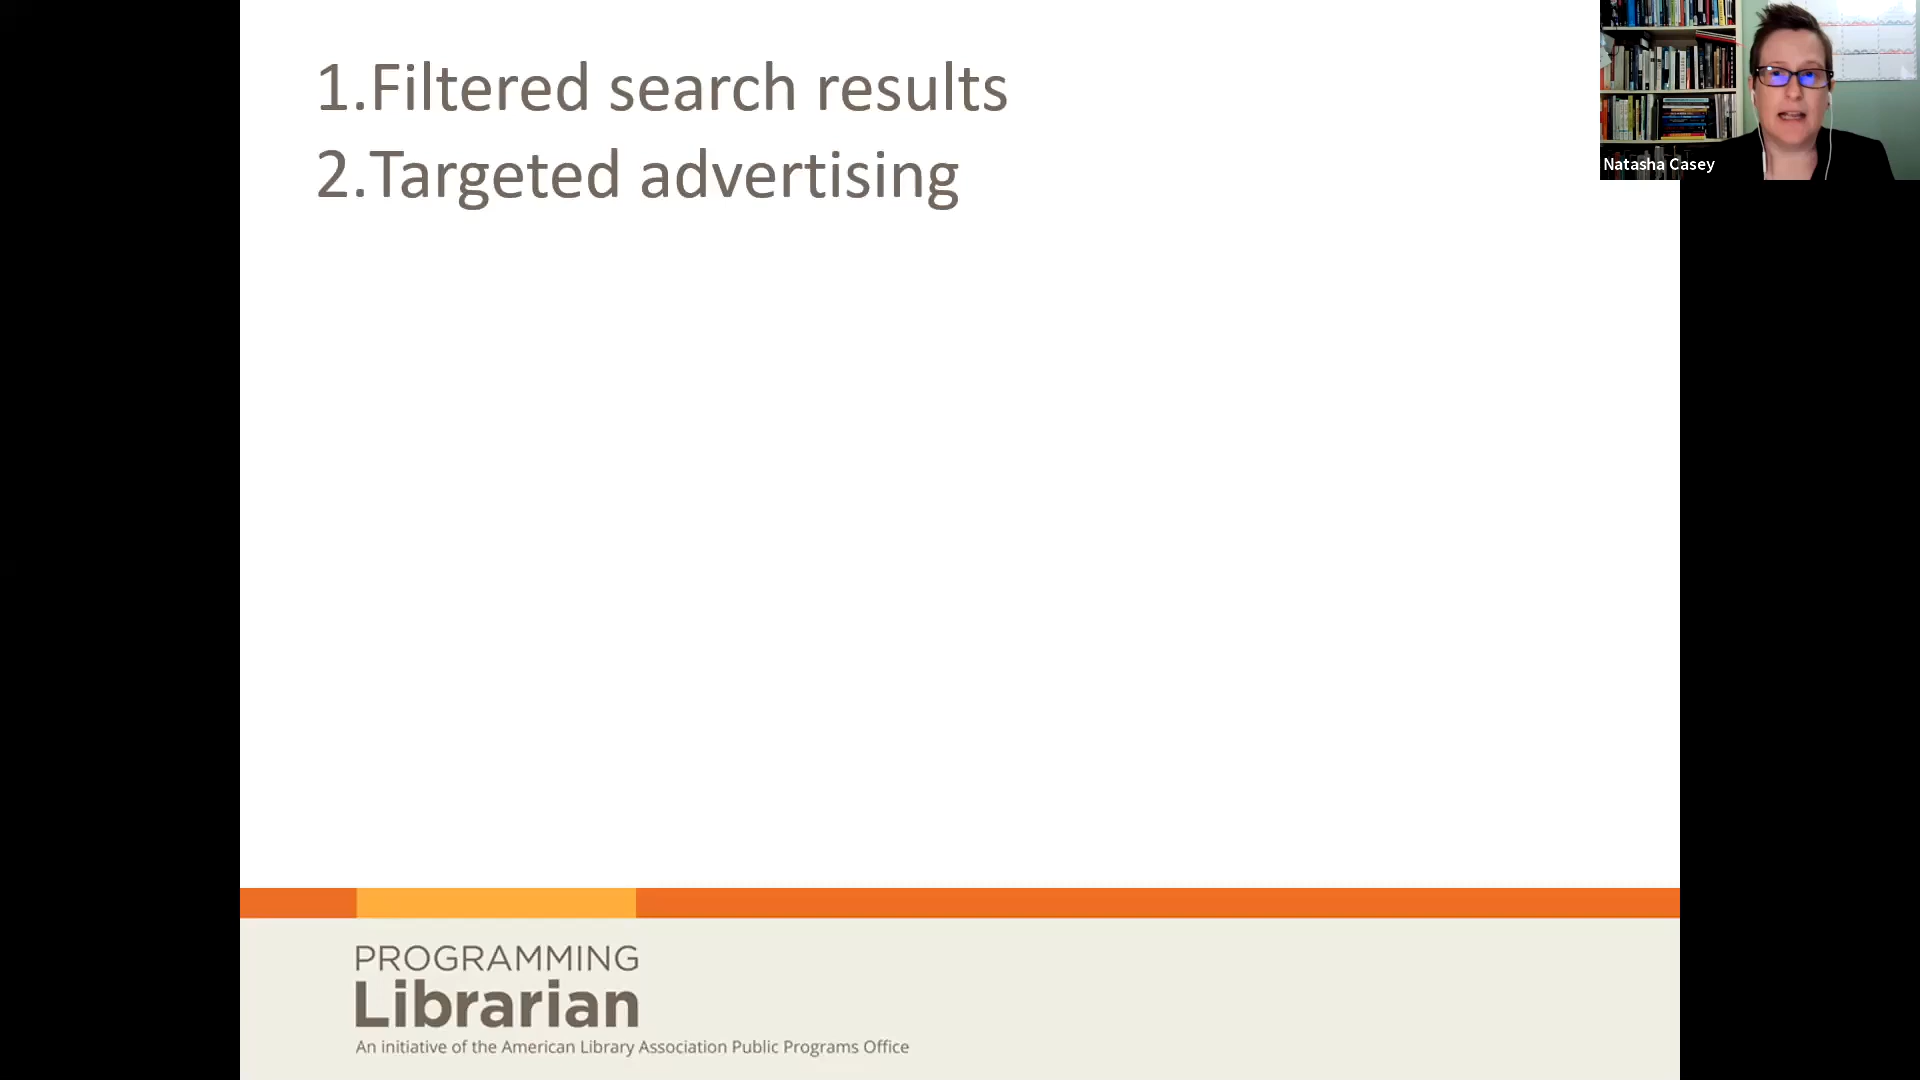 1.Filtered search results
2.Targeted advertising
Natasha Casey
PROGRAMMING
Librarian
An initiative of the American Library Association Public Programs Office